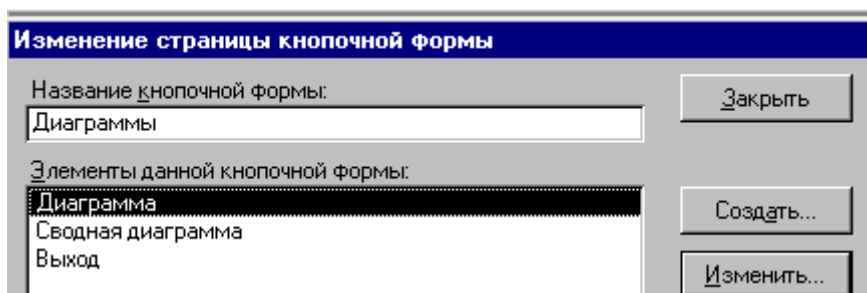 Изменение страницы кнопочной формы
Название кнопочной формы:
Закрыть
Диаграммы
Элементы данной кнопочной формы:
Диаграмма
Создать...
Сводная диаграмма
Выход
Изменить...